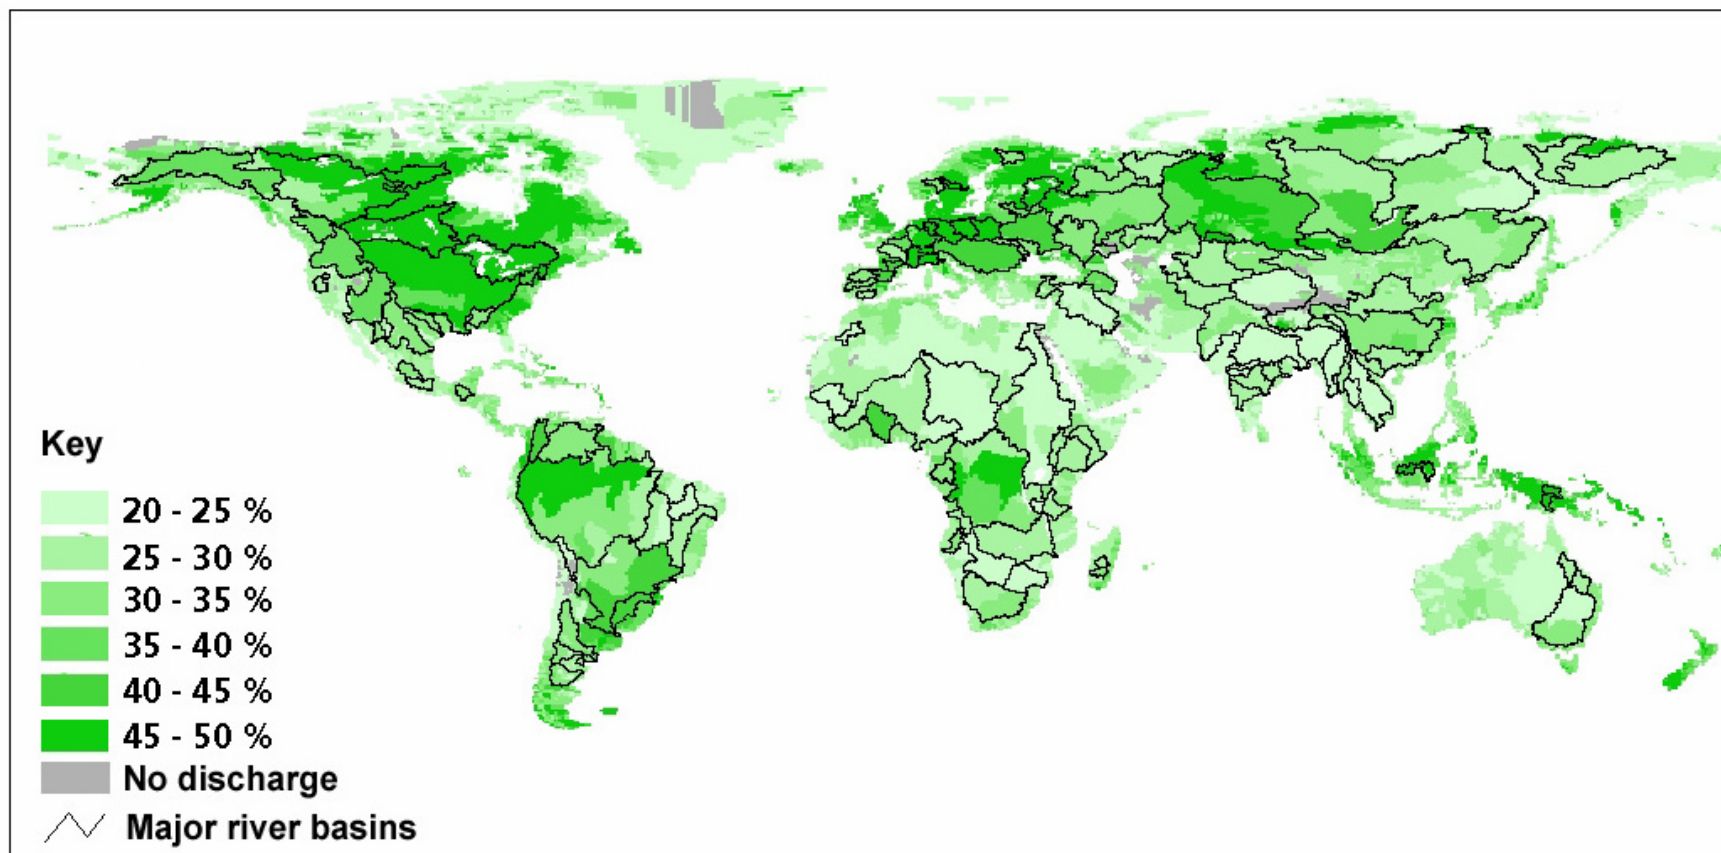 Key
20 - 25 %
25 - 30 %
30 - 35 %
35 - 40 %
40 - 45 %
45 - 50 %
No discharge
Major river basins